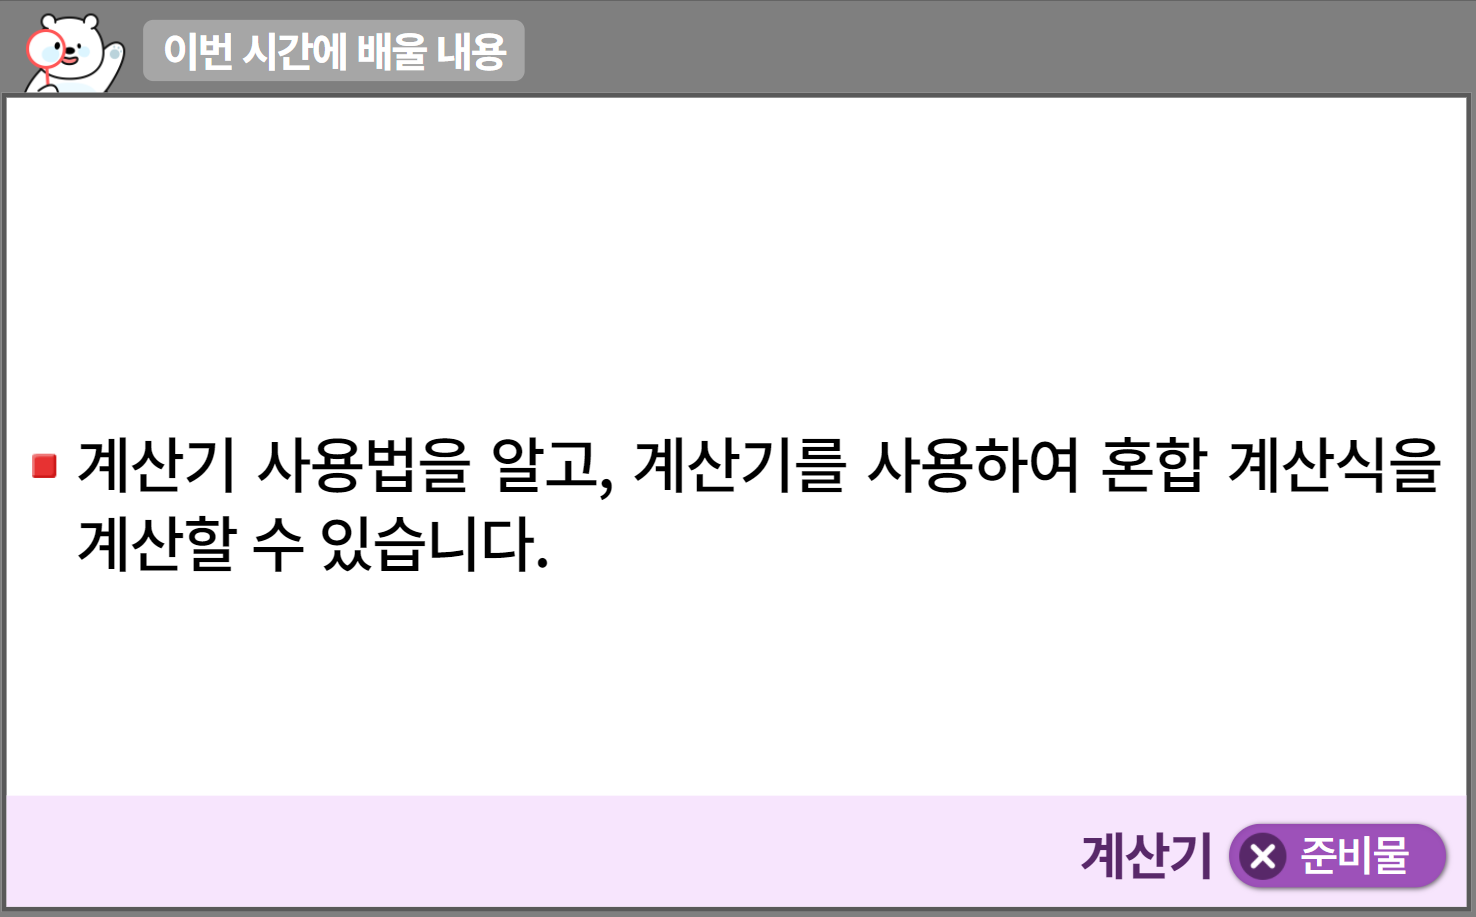 이번 시간에 배울 내용
계산기 사용법을 알고, 계산기를 사용하여 혼합 계산식을
계산할 수 있습니다.
계산기 준비물